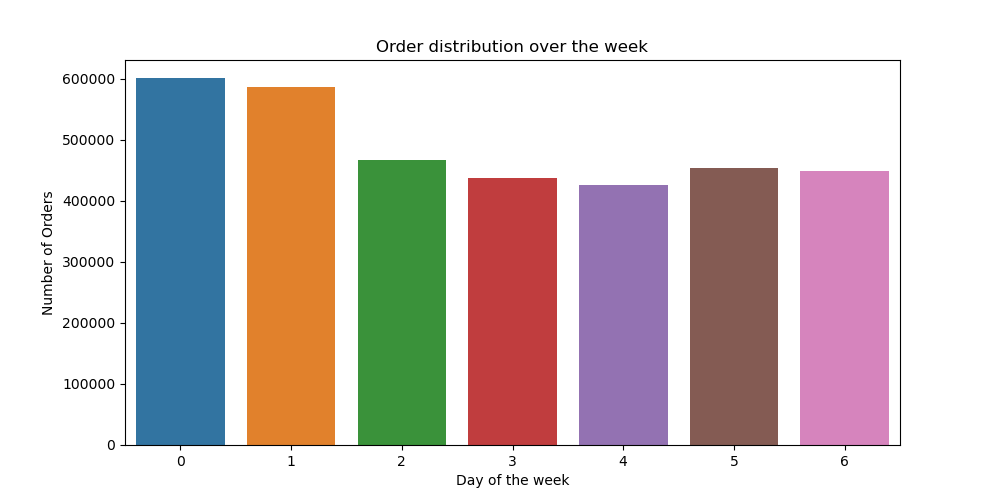 Order distribution over the week
Number of Orders
600000
500000
400000
300000
200000
100000
0
0 1 2 3 4 5 6
Day of the week